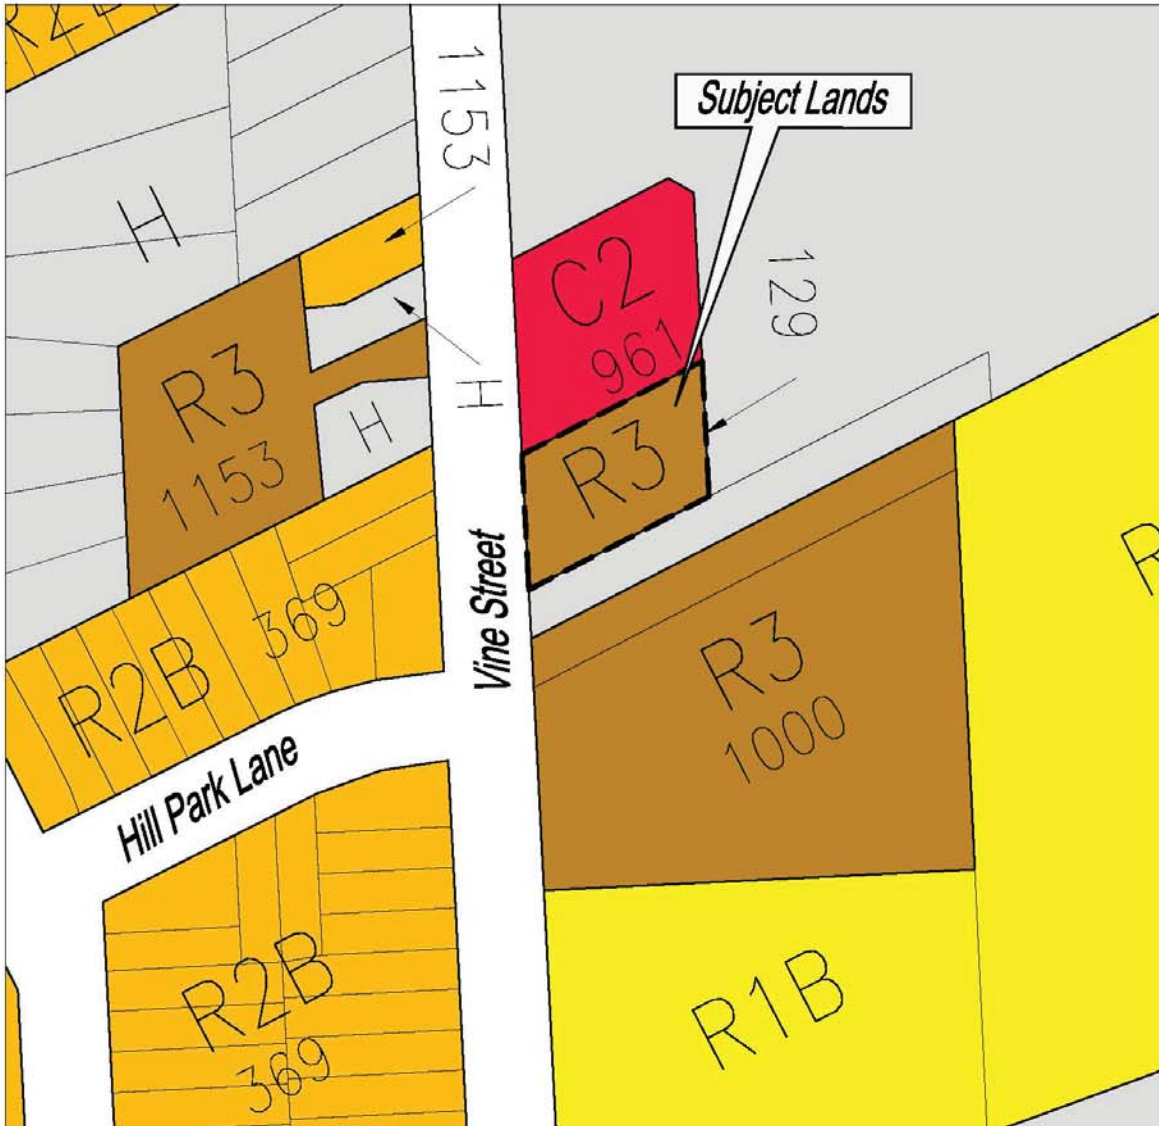 R2B
1153
Subject Lands
H
C2
961
129
R3
1153
H
H
R3
Vine Street
369
R2B
R3
1000
Hill Park Lane
R2B
369
R1B